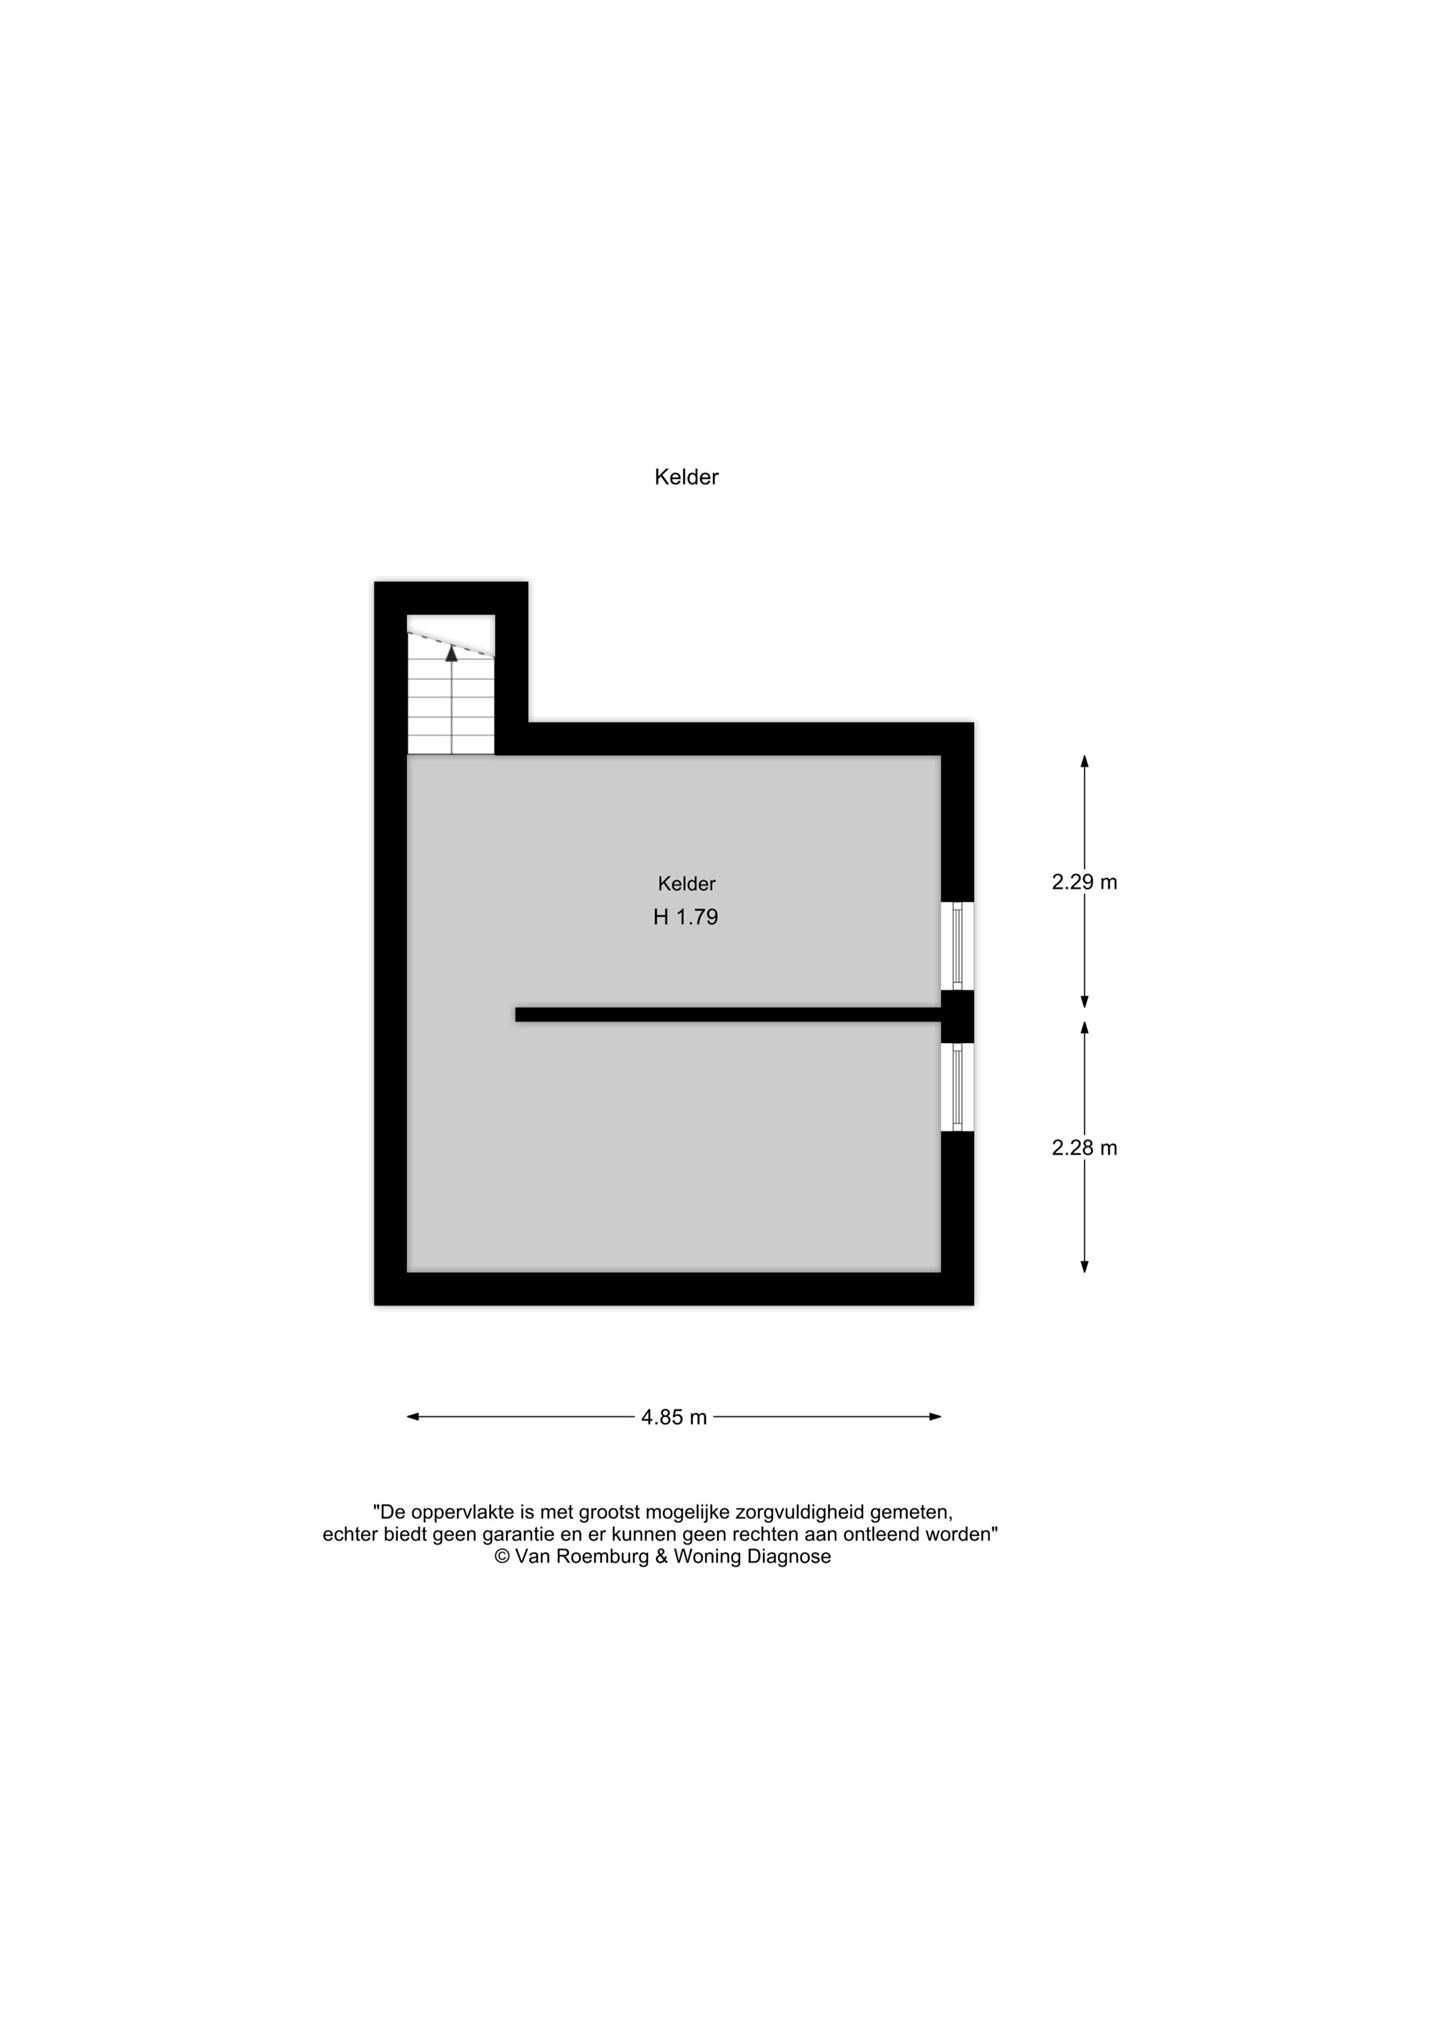 Kelder
Kelder
H 1.79
2.29 m
2.28 m
4.85 m
"De oppervlakte is met grootst mogelijke zorgvuldigheid gemeten,
echter biedt geen garantie en er kunnen geen rechten aan ontleend worden"
© Van Roemburg & Woning Diagnose